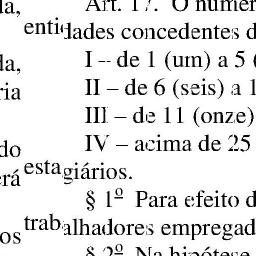 da,
Art. 17. O númer
entidades concedentes d
I – de 1 (um) a 5 (
da,
II – de 6 (seis) a 1
ria
III – de 11 (onze)
IV – acima de 25
do
estagiários.
erá
§ 1º Para efeito d
trabalhadores empregad
os
§ 2º Na hipótese